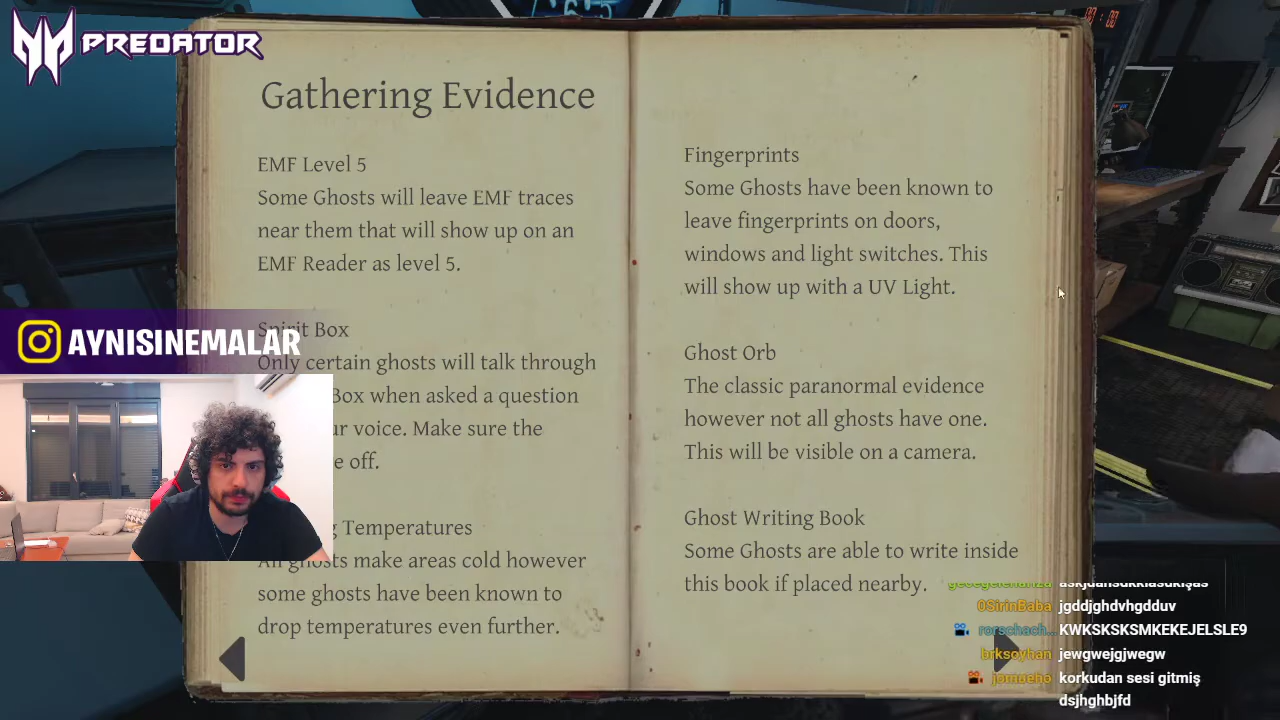 PREDATOR
Gathering Evidence
EMF Level 5
Some Ghosts will leave EMF traces
near them that will show up on an
EMF Reader as level 5.
Spirit Box
Only certain ghosts will talk through
Box when asked a question
voice. Make sure the
off.
Temperatures
All ghosts make areas cold however
some ghosts have been known to
drop temperatures even further.
AYNISINEMALAR
Fingerprints
Some Ghosts have been known to
leave fingerprints on doors,
windows and light switches. This
will show up with a UV Light.
Ghost Orb
The classic paranormal evidence
however not all ghosts have one.
This will be visible on a camera.
Ghost Writing Book
Some Ghosts are able to write inside
this book if placed nearby.
0SirinBaba jgddjghdvhgdduv
rorschach... KWKSKSKSMKEKEJELSLE9
brksoyhan jewgwejgjwegw
jomueho korkudan sesi gitmiş
dsjhghbjfd